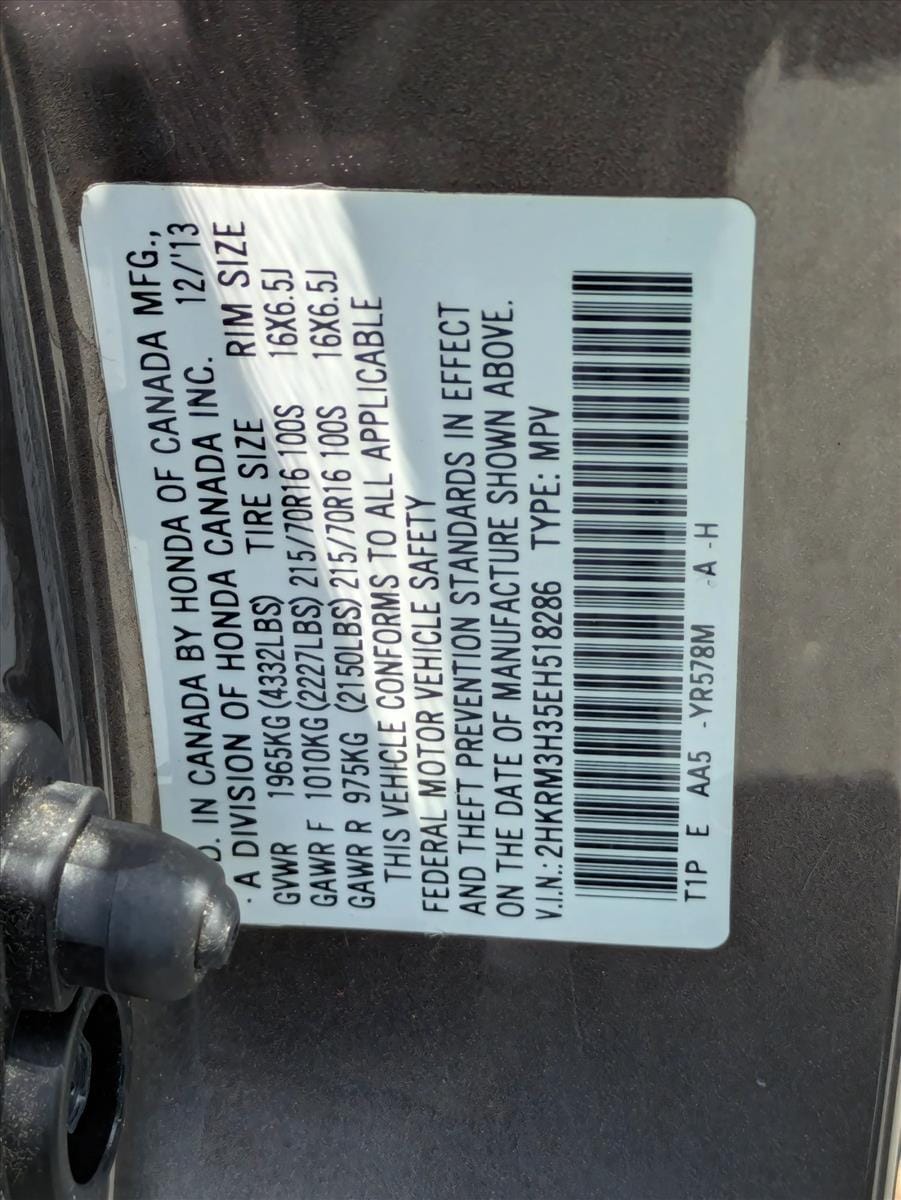 D. IN CANADA BY HONDA OF CANADA MFG.,
A DIVISION OF HONDA CANADA INC. 12/'13
GVWR 1965KG(4332LBS) TIRE SIZE RIM SIZE
GAWR F 1010KG(2227LBS)215/70R16 100S 16X6.5J
GAWR R 975KG (2150LBS)215/70R16 100S 16X6.5J
THIS VEHICLE CONFORMS TO ALL APPLICABLE
FEDERAL MOTOR VEHICLE SAFETY
AND THEFT PREVENTION STANDARDS IN EFFECT
ON THE DATE OF MANUFACTURE SHOWN ABOVE.
V.I.N.:2HKRM3H35EH518286 TYPE: MPV
T1P E AA5 -YR578M A -H